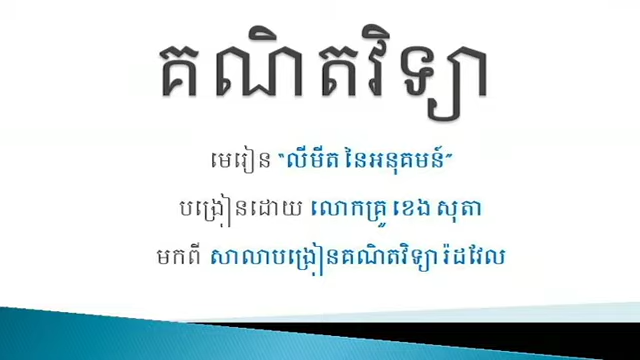 គណិតវិទ្យា
មេរៀន “លីមីត នៃអនុគមន៍”
បង្រៀនដោយ លោកគ្រូ ខេង សុតា
មកពី សាលាបង្រៀនគណិតវិទ្យា រ៉ដវែល